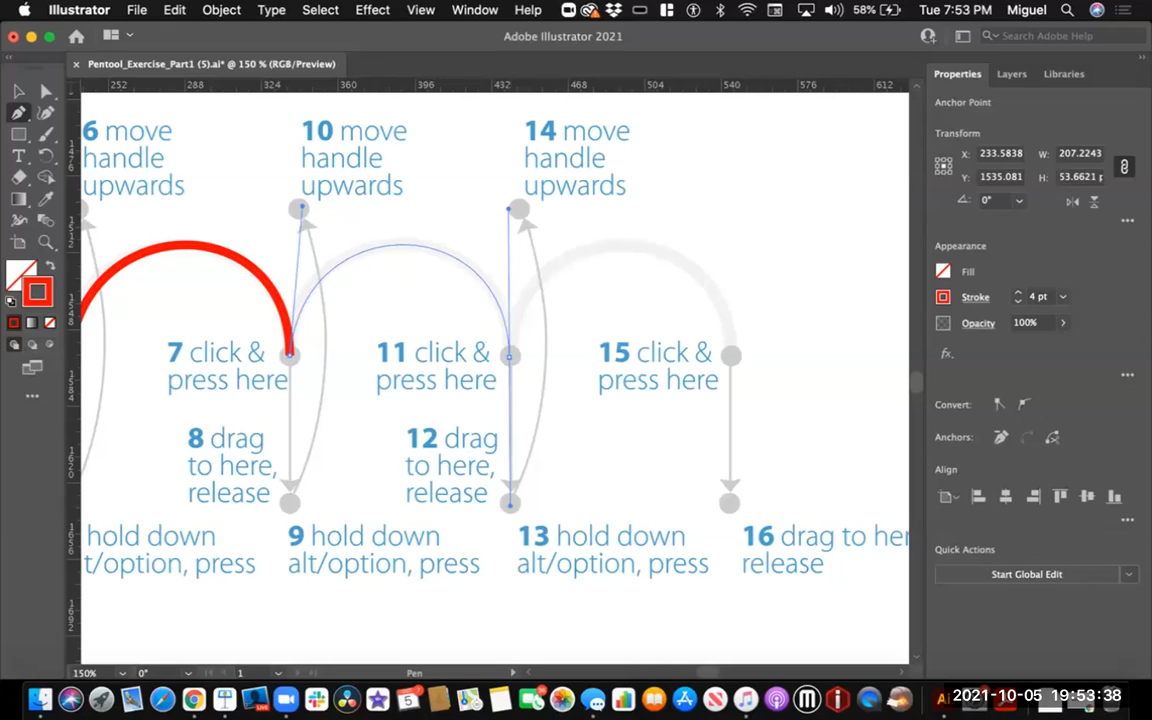 Illustrator File Edit Object Type Select Effect View Window Help 58% Tue 7:53 PM Miguel
Adobe Illustrator 2021
Search Adobe Help
× Pentool_Exercise_Part1 (5).ai* @ 150 % (RGB/Preview)
Properties Layers Libraries
252 288 324 360 396 432 468 504 540 576 612
Anchor Point
Transform
X: 233.5838 W: 207.2243
Y: 1535.081 H: 53.6621 p
0°
Appearance
Fill
Stroke 4 pt
Opacity 100%
fx.
Convert:
Anchors:
Align
Quick Actions
Start Global Edit
6 move
handle
upwards
10 move
handle
upwards
14 move
handle
upwards
7 click &
press here
11 click &
press here
15 click &
press here
8 drag
to here,
release
12 drag
to here,
release
hold down
t/option, press
9 hold down
alt/option, press
13 hold down
alt/option, press
16 drag to her
release
150% 0° 1 Pen
2021-10-05 19:53:38